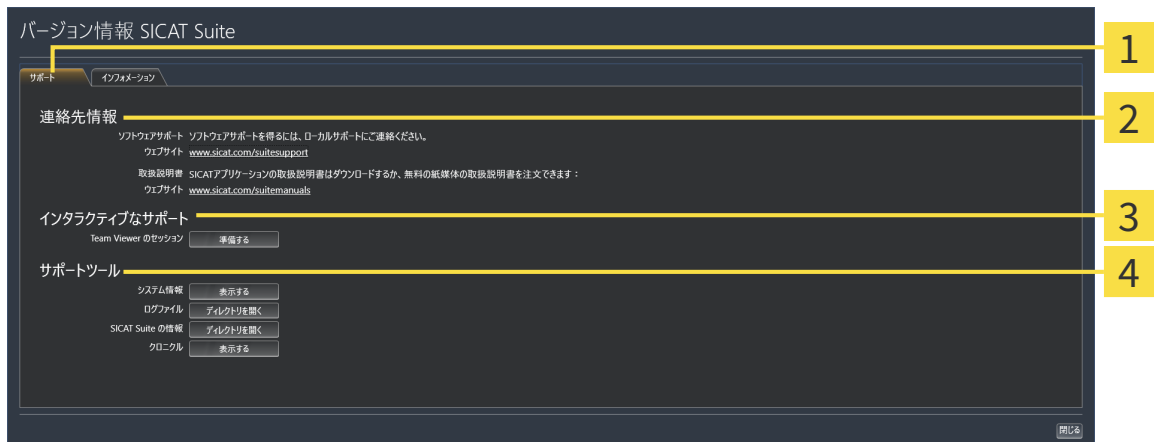 バージョン情報 SICAT Suite
1
サポート インフォメーション
連絡先情報
2
ソフトウェアサポート ソフトウェアサポートを得るには、ローカルサポートにご連絡ください。
ウェブサイト www.sicat.com/suitesupport
取扱説明書 SICATアプリケーションの取扱説明書はダウンロードするか、無料の紙媒体の取扱説明書を注文できます：
ウェブサイト www.sicat.com/suitemanuals
インタラクティブなサポート
3
Team Viewer のセッション 準備する
サポートツール
4
システム情報 表示する
ログファイル ディレクトリを開く
SICAT Suite の情報 ディレクトリを開く
クロニクル 表示する
閉じる